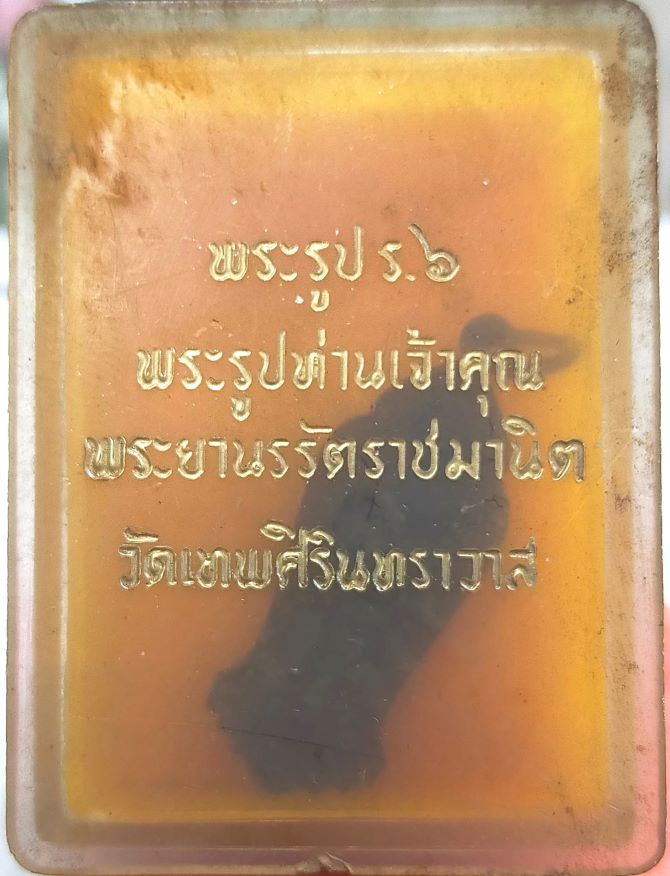 พระรูป ร.๖
พระรูปท่านเจ้าคุณ
พระยานรรัตราชมานิต
วัดเทพศิรินทราวาส